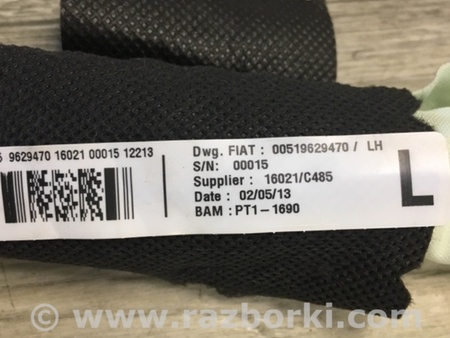 9629470 16021 00015 12213
Dwg. FIAT : 00519629470 / LH
S/N: 00015
Supplier : 16021/C485
Date : 02/05/13
BAM : PT1-1690
L
© www.razborki.com